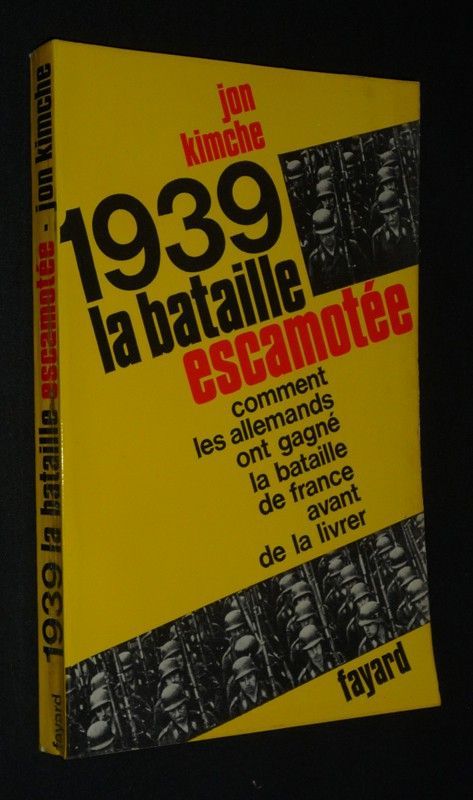 jon
kimche
1939
la bataille
escamotée
comment
les allemands
ont gagné
la bataille
de france
avant
de la livrer
fayard
fayard 1939 la bataille escamotée - jon kimche